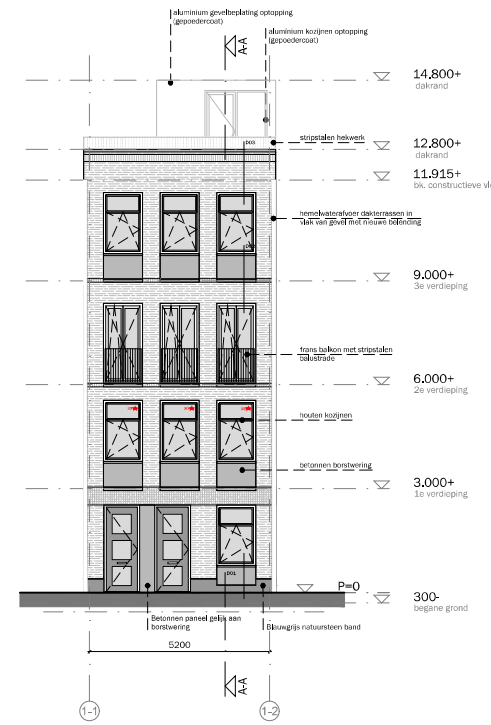 aluminium gevelbeplating optopping
(gepoedercoat)
aluminium kozijnen optopping
(gepoedercoat)
A-A
14.800+
dakrand
stripstalen hekwerk
D03
12.800+
dakrand
11.915+
bk. constructieve vl
hemelwaterafvoer dakterrassen in
vlak van gevel met nieuwe belending
9.000+
3e verdieping
frans balkon met stripstalen
balustrade
6.000+
2e verdieping
houten kozijnen
betonnen borstwering
3.000+
1e verdieping
D01
P=0
300-
begane grond
Betonnen paneel gelijk aan
borstwering
Blauwgrijs natuursteen band
5200
A-A
1-1
1-2